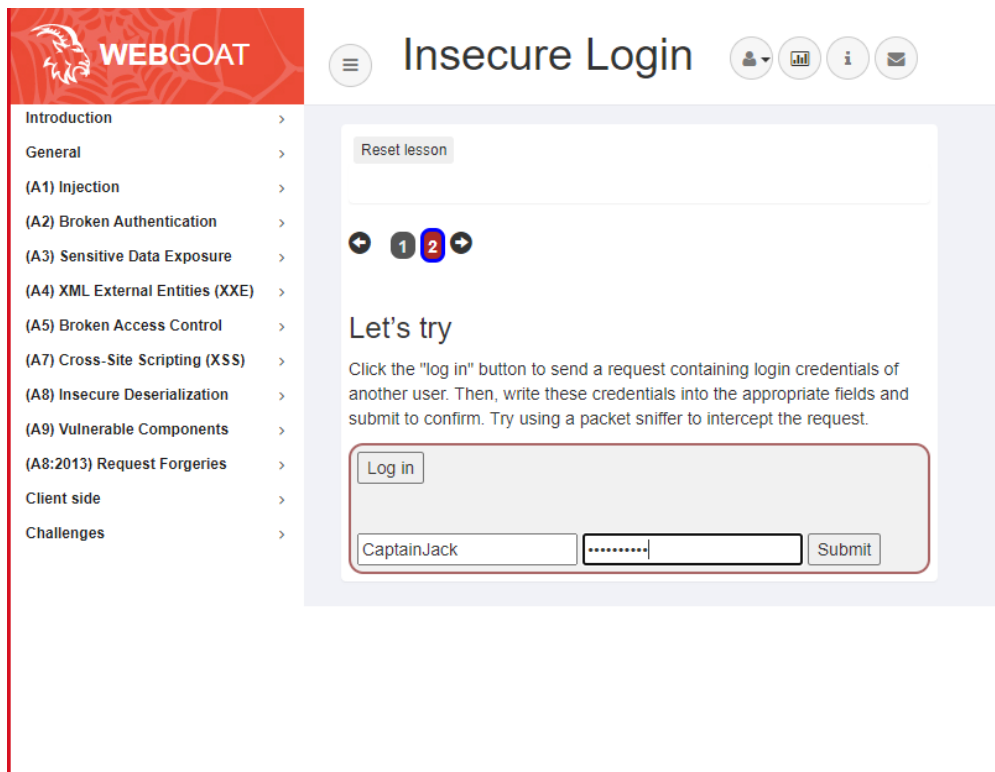 WEBGOAT
Insecure Login
Introduction
General
(A1) Injection
(A2) Broken Authentication
(A3) Sensitive Data Exposure
(A4) XML External Entities (XXE)
(A5) Broken Access Control
(A7) Cross-Site Scripting (XSS)
(A8) Insecure Deserialization
(A9) Vulnerable Components
(A8:2013) Request Forgeries
Client side
Challenges
Reset lesson
1 2
Let's try
Click the "log in" button to send a request containing login credentials of
another user. Then, write these credentials into the appropriate fields and
submit to confirm. Try using a packet sniffer to intercept the request.
Log in
CaptainJack •••••••••• Submit